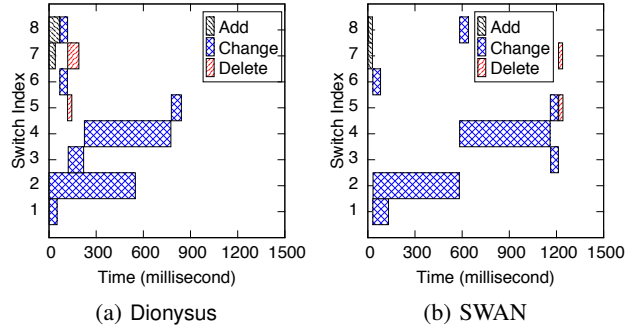 Add
Change
Delete
8
7
6
5
4
3
2
1
Switch Index
0 300 600 900 1200 1500
Time (millisecond)
(a) Dionysus
Add
Change
Delete
8
7
6
5
4
3
2
1
Switch Index
0 300 600 900 1200 1500
Time (millisecond)
(b) SWAN